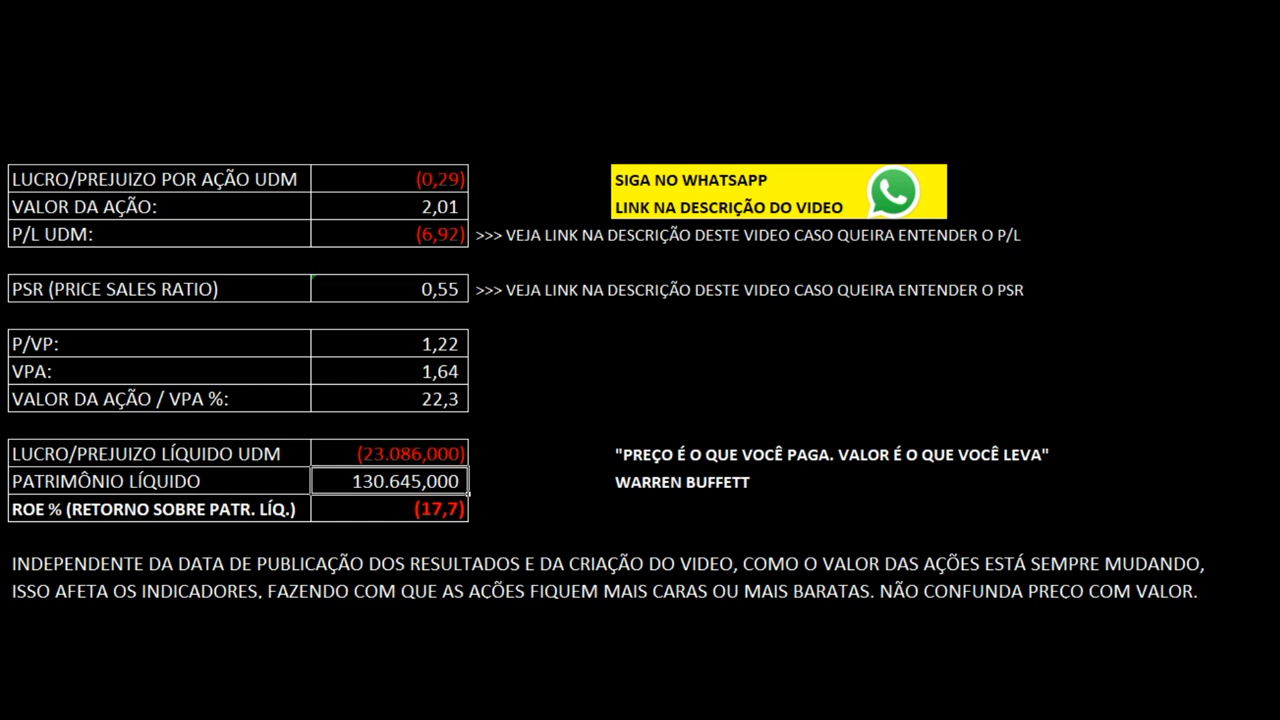 LUCRO/PREJUIZO POR AÇÃO UDM (0,29)
VALOR DA AÇÃO: 2,01
P/L UDM: (6,92) >>> VEJA LINK NA DESCRIÇÃO DESTE VIDEO CASO QUEIRA ENTENDER O P/L
SIGA NO WHATSAPP
LINK NA DESCRIÇÃO DO VIDEO
PSR (PRICE SALES RATIO) 0,55 >>> VEJA LINK NA DESCRIÇÃO DESTE VIDEO CASO QUEIRA ENTENDER O PSR
P/VP: 1,22
VPA: 1,64
VALOR DA AÇÃO / VPA %: 22,3
LUCRO/PREJUIZO LÍQUIDO UDM (23.086,000)
PATRIMÔNIO LÍQUIDO 130.645,000
ROE % (RETORNO SOBRE PATR. LÍQ.) (17,7)
"PREÇO É O QUE VOCÊ PAGA. VALOR É O QUE VOCÊ LEVA"
WARREN BUFFETT
INDEPENDENTE DA DATA DE PUBLICAÇÃO DOS RESULTADOS E DA CRIAÇÃO DO VIDEO, COMO O VALOR DAS AÇÕES ESTÁ SEMPRE MUDANDO,
ISSO AFETA OS INDICADORES, FAZENDO COM QUE AS AÇÕES FIQUEM MAIS CARAS OU MAIS BARATAS. NÃO CONFUNDA PREÇO COM VALOR.